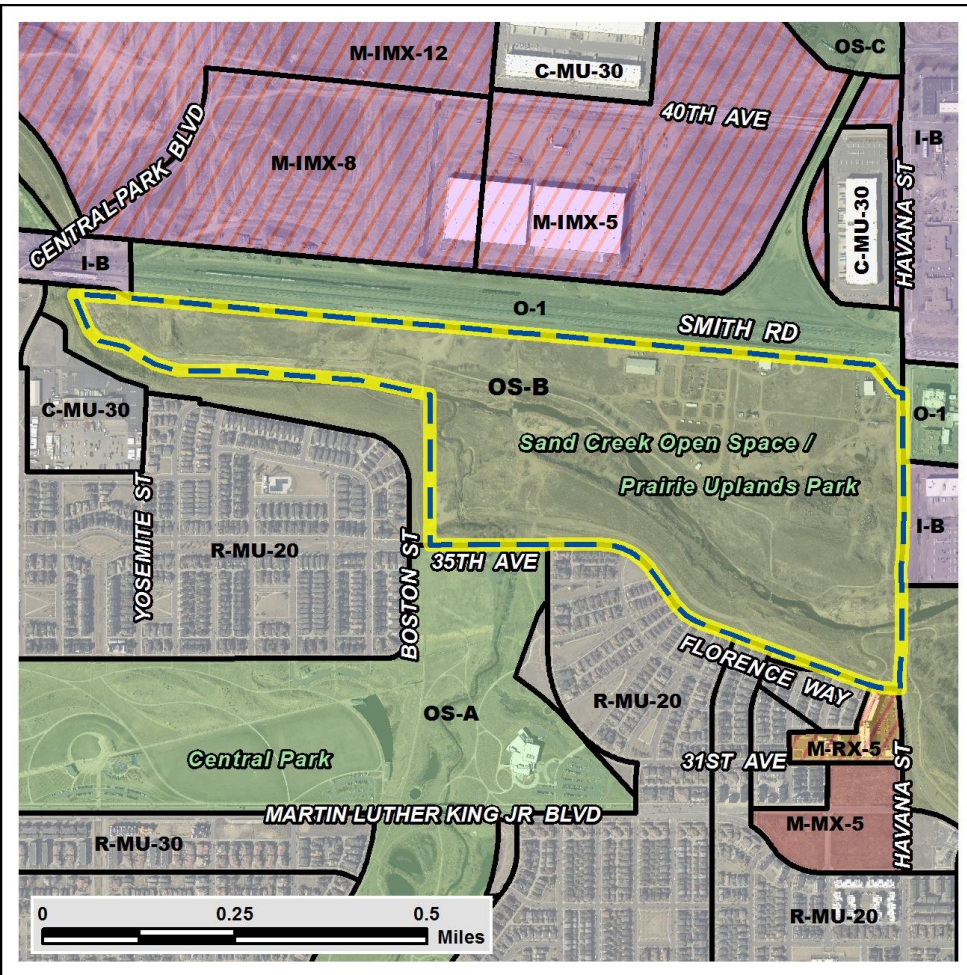 M-IMX-12
OS-C
C-MU-30
40TH AVE
I-B
CENTRAL PARK BLVD
M-IMX-8
M-IMX-5
C-MU-30
HAVANA ST
I-B
O-1
SMITH RD
OS-B
C-MU-30
O-1
Sand Creek Open Space /
Prairie Uplands Park
YOSEMITE ST
I-B
R-MU-20
BOSTON ST
35TH AVE
FLORENCE WAY
R-MU-20
OS-A
Central Park
31ST AVE
M-RX-5
HAVANA ST
MARTIN LUTHER KING JR BLVD
M-MX-5
R-MU-30
R-MU-20
0 0.25 0.5
Miles